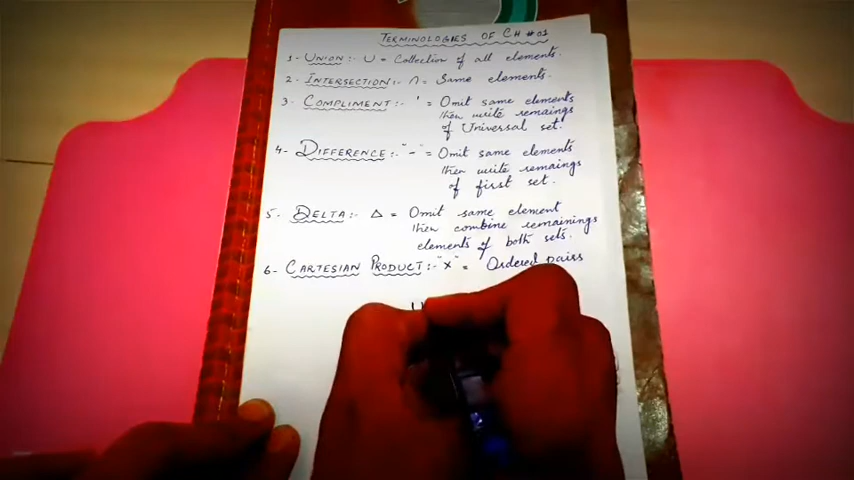 TERMINOLOGIES OF CH # 01
1- UNION :- U = Collection of all elements.
2- INTERSECTION :- ∩ = Same elements.
3- COMPLIMENT :- ' = Omit same elements
then write remaings
of Universal set.
4- DIFFERENCE :- "-" = Omit same elements
then write remaings
of first set.
5- DELTA :- △ = Omit same element
then combine remainings
elements of both sets.
6- CARTESIAN PRODUCT :- "x" = Ordered pairs